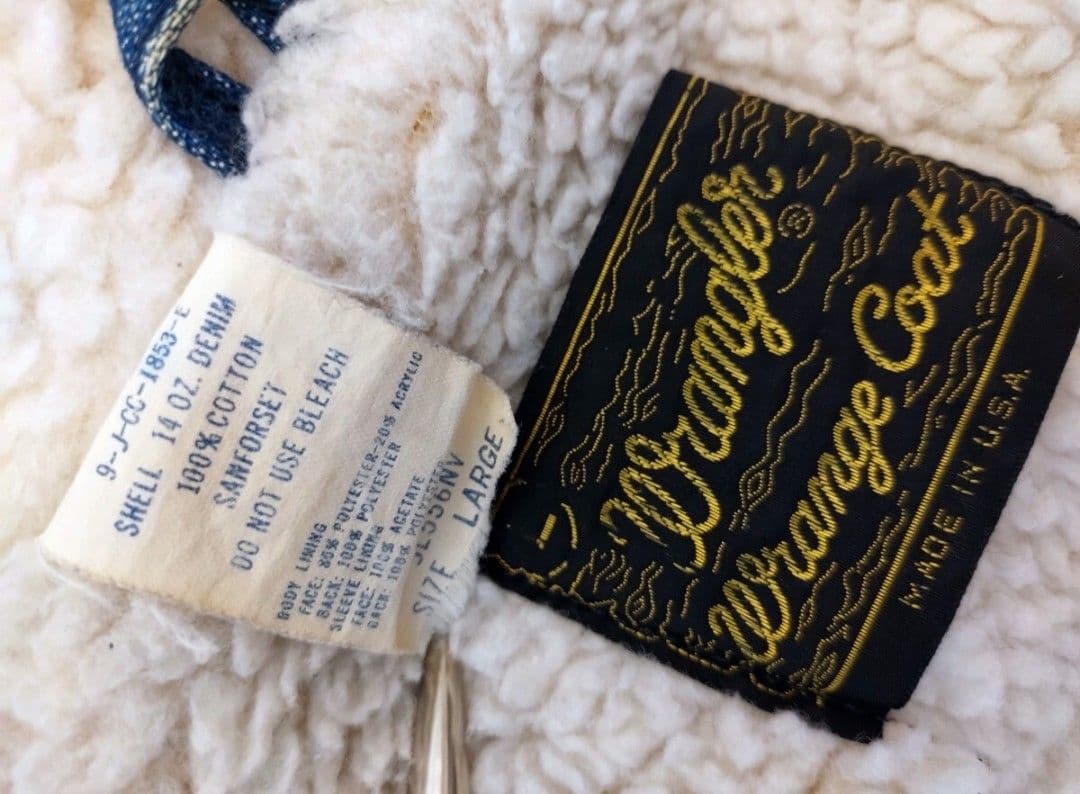 9-J-CC-1853-E
SHELL 14 OZ. DENIM
100% COTTON
SANFORSET
DO NOT USE BLEACH
BODY LINING
FACE: 80% POLYESTER-20% ACRYLIC
BACK: 100% POLYESTER
SLEEVE LINING
FACE: 100% ACETATE
BACK: 100%
SIZE LARGE
Wrangler®
Wrange Coat
L
MADE IN U.S.A.